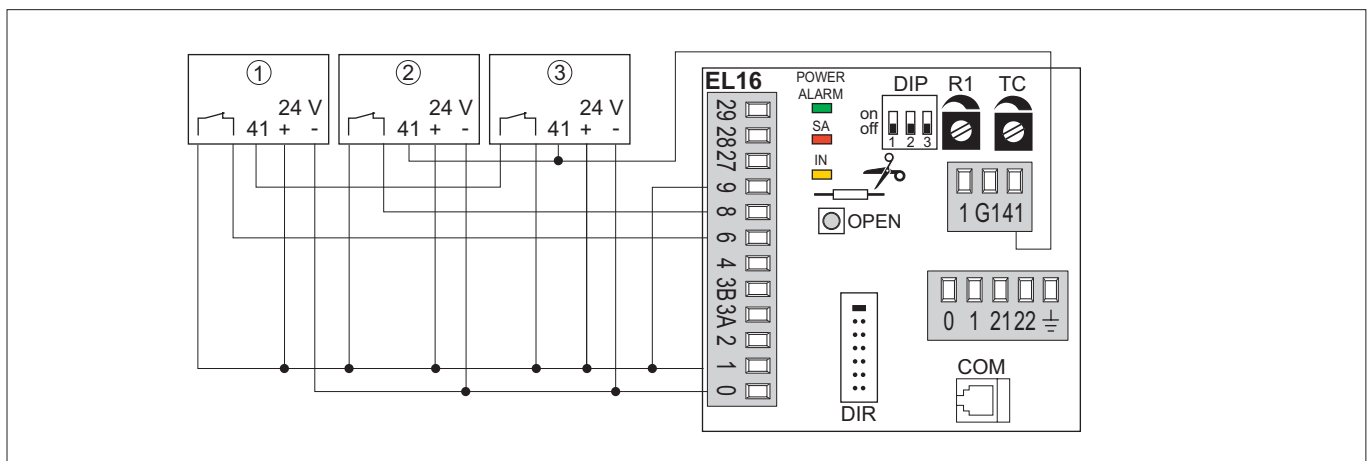 1
24 V
41 + -
2
24 V
41 + -
3
24 V
41 + -
EL16
29
28
27
9
8
6
4
3B
3A
2
1
0
POWER
ALARM
SA
IN
OPEN
DIP
on
off
1 2 3
R1
TC
1 G1 41
0 1 21 22
COM
DIR